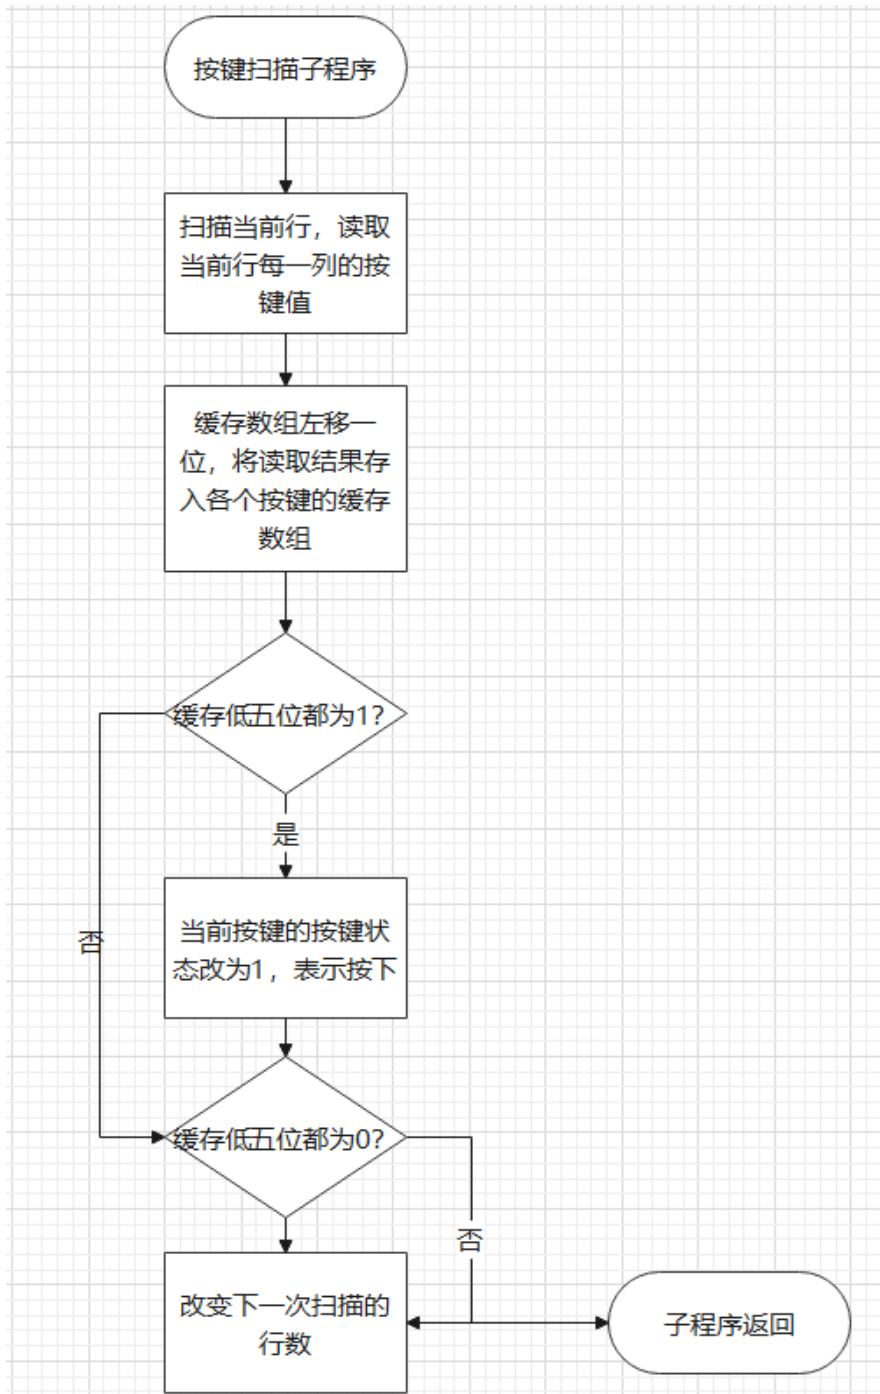 按键扫描子程序
扫描当前行，读取
当前行每一列的按
键值
缓存数组左移一
位，将读取结果存
入各个按键的缓存
数组
缓存低五位都为1？
是
否
当前按键的按键状
态改为1，表示按下
缓存低五位都为0？
否
改变下一次扫描的
行数
子程序返回